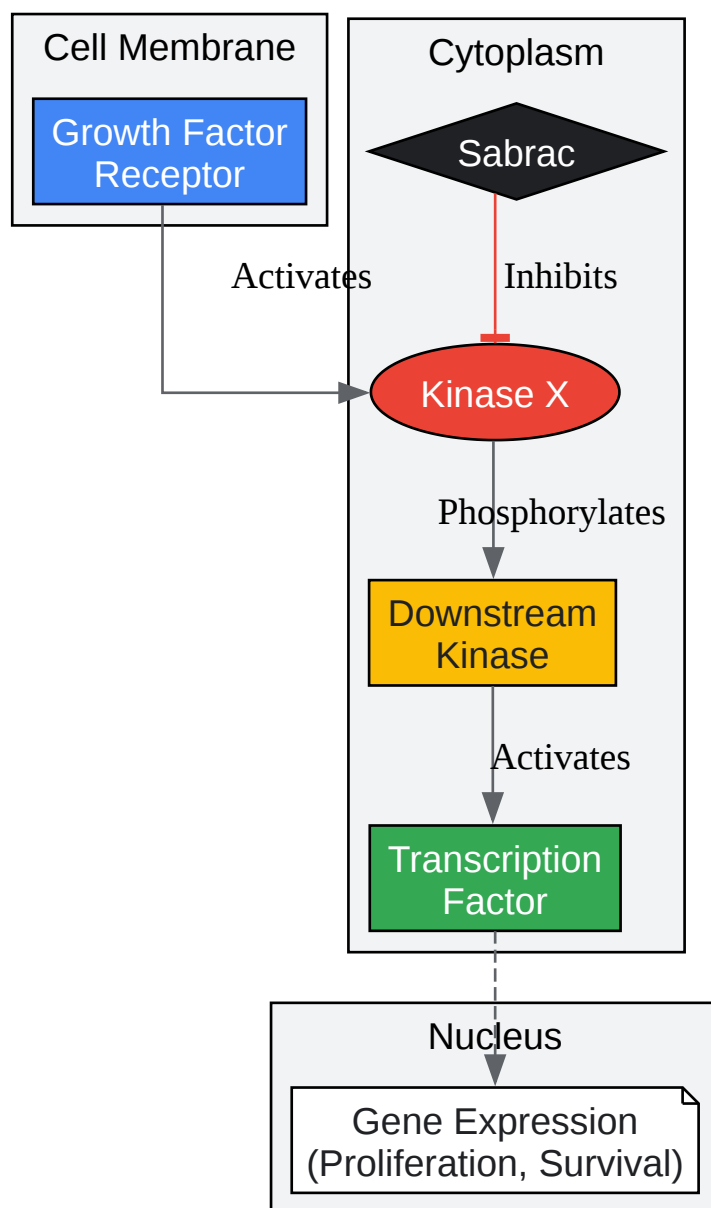 Cell Membrane
Growth Factor
Receptor
Cytoplasm
Sabrac
Activates
Inhibits
Kinase X
Phosphorylates
Downstream
Kinase
Activates
Transcription
Factor
Nucleus
Gene Expression
(Proliferation, Survival)